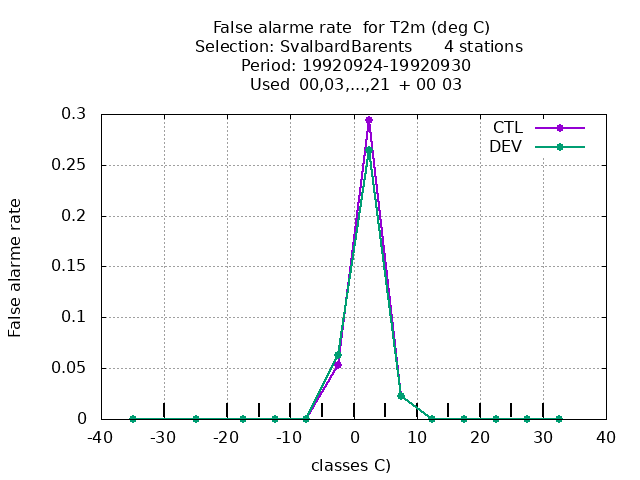 False alarme rate  for T2m (deg C)
Selection: SvalbardBarents      4 stations
Period: 19920924-19920930
Used  00,03,...,21  + 00 03
CTL
DEV
False alarme rate
0.3
0.25
0.2
0.15
0.1
0.05
0
-40 -30 -20 -10 0 10 20 30 40
classes C)